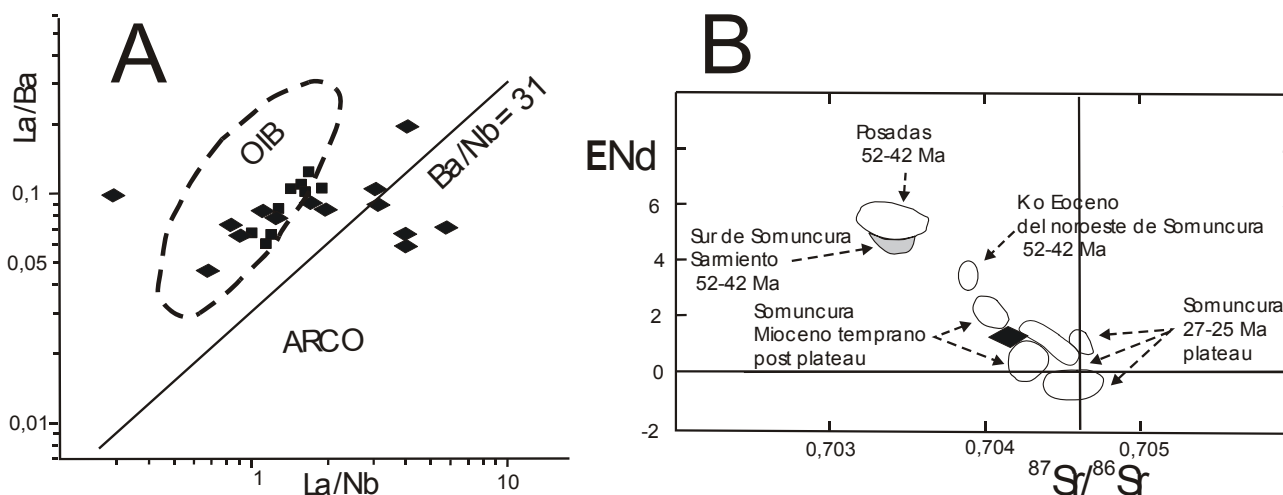 A
La/Ba
0,1
0,05
0,01
OIB
Ba/Nb = 31
ARCO
1
10
La/Nb
B
ENd
6
4
2
0
-2
Posadas
52-42 Ma
K o Eoceno
del noroeste de Somuncura
52-42 Ma
Sur de Somuncura
Sarmiento
52-42 Ma
Somuncura
Mioceno temprano
post plateau
Somuncura
27-25 Ma
plateau
0,703
0,704
0,705
⁸⁷Sr/⁸⁶Sr